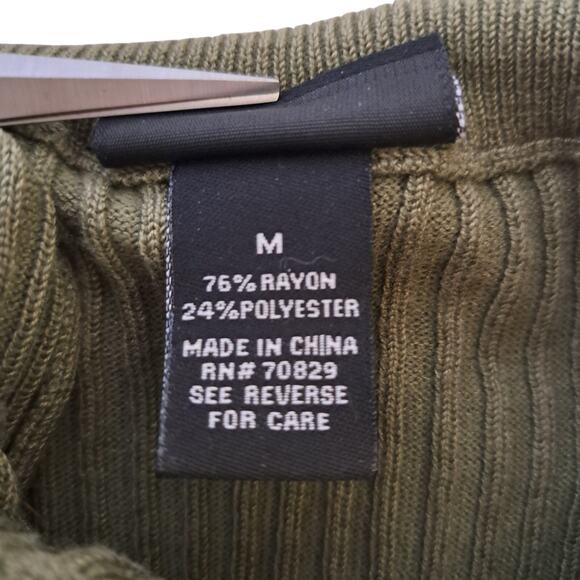 M
76% RAYON
24%POLYESTER
MADE IN CHINA
RN# 70829
SEE REVERSE
FOR CARE